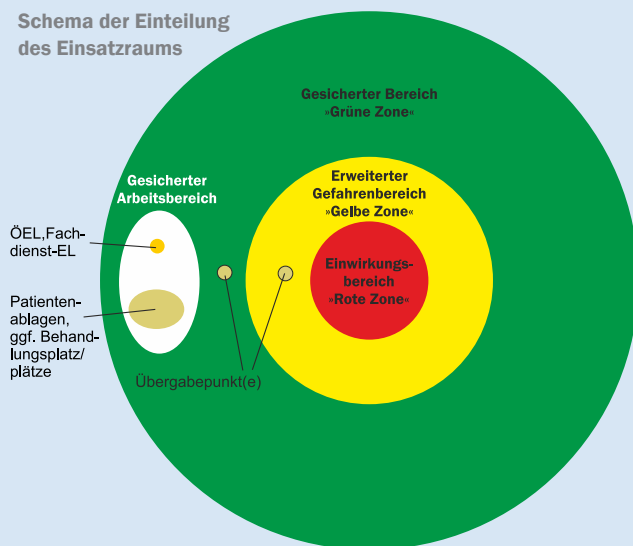 Schema der Einteilung
des Einsatzraums
Gesicherter Bereich
»Grüne Zone«
Erweiterter
Gefahrenbereich
»Gelbe Zone«
Gesicherter
Arbeitsbereich
Einwirkungs-
bereich
»Rote Zone«
ÖEL,Fach-
dienst-EL
Patienten-
ablagen,
ggf. Behand-
lungsplatz/
plätze
Übergabepunkt(e)